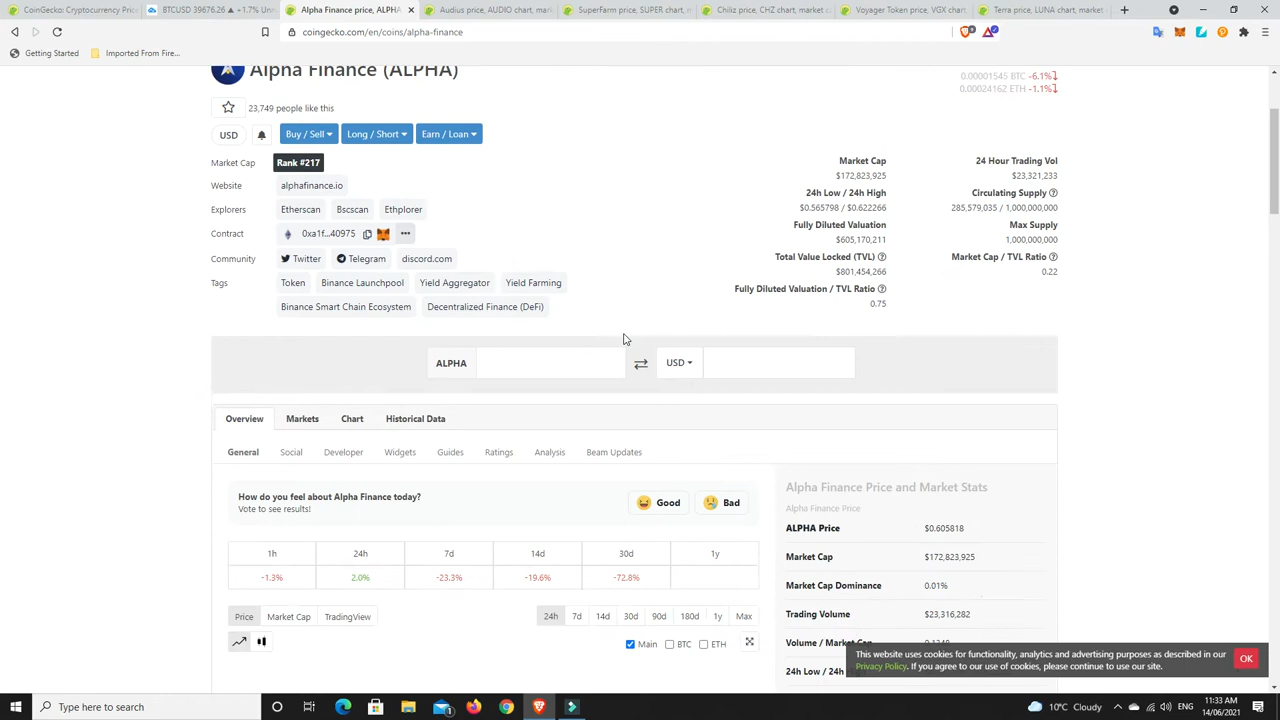 CoinGecko: Cryptocurrency Price
BTCUSD 39676.26 ▲ +1.7% Un
Alpha Finance price, ALPHA
Audius price, AUDIO chart, mark
SuperFarm price, SUPER chart, m
Chiliz price, CHZ chart, market c
Voyager Token price, VGX chart
Terra price, LUNA chart, market
coingecko.com/en/coins/alpha-finance
Getting Started
Imported From Fire...
Alpha Finance (ALPHA)
0.00001545 BTC -6.1%
0.00024162 ETH -1.1%
23,749 people like this
USD
Buy / Sell
Long / Short
Earn / Loan
Market Cap
Rank #217
Website
alphafinance.io
Explorers
Etherscan
Bscscan
Ethplorer
Contract
0xa1f...40975
Community
Twitter
Telegram
discord.com
Tags
Token
Binance Launchpool
Yield Aggregator
Yield Farming
Binance Smart Chain Ecosystem
Decentralized Finance (DeFi)
Market Cap
$172,823,925
24h Low / 24h High
$0.565798 / $0.622266
Fully Diluted Valuation
$605,170,211
Total Value Locked (TVL)
$801,454,266
Fully Diluted Valuation / TVL Ratio
0.75
24 Hour Trading Vol
$23,321,233
Circulating Supply
285,579,035 / 1,000,000,000
Max Supply
1,000,000,000
Market Cap / TVL Ratio
0.22
ALPHA
USD
Overview
Markets
Chart
Historical Data
General
Social
Developer
Widgets
Guides
Ratings
Analysis
Beam Updates
How do you feel about Alpha Finance today?
Vote to see results!
Good
Bad
1h 24h 7d 14d 30d 1y
-1.3% 2.0% -23.3% -19.6% -72.8%
Price
Market Cap
TradingView
24h 7d 14d 30d 90d 180d 1y Max
Main
BTC
ETH
Alpha Finance Price and Market Stats
Alpha Finance Price
ALPHA Price $0.605818
Market Cap $172,823,925
Market Cap Dominance 0.01%
Trading Volume $23,316,282
Volume / Market Cap
24h Low / 24h
This website uses cookies for functionality, analytics and advertising purposes as described in our
Privacy Policy. If you agree to our use of cookies, please continue to use our site.
OK
Type here to search
10°C Cloudy
11:33 AM
14/06/2021